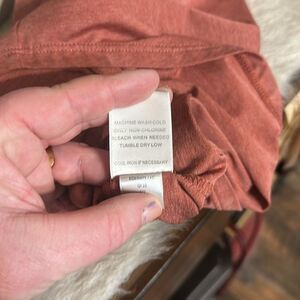 MACHINE WASH COLD
ONLY NON-CHLORINE
BLEACH WHEN NEEDED
TUMBLE DRY LOW
COOL IRON IF NECESSARY